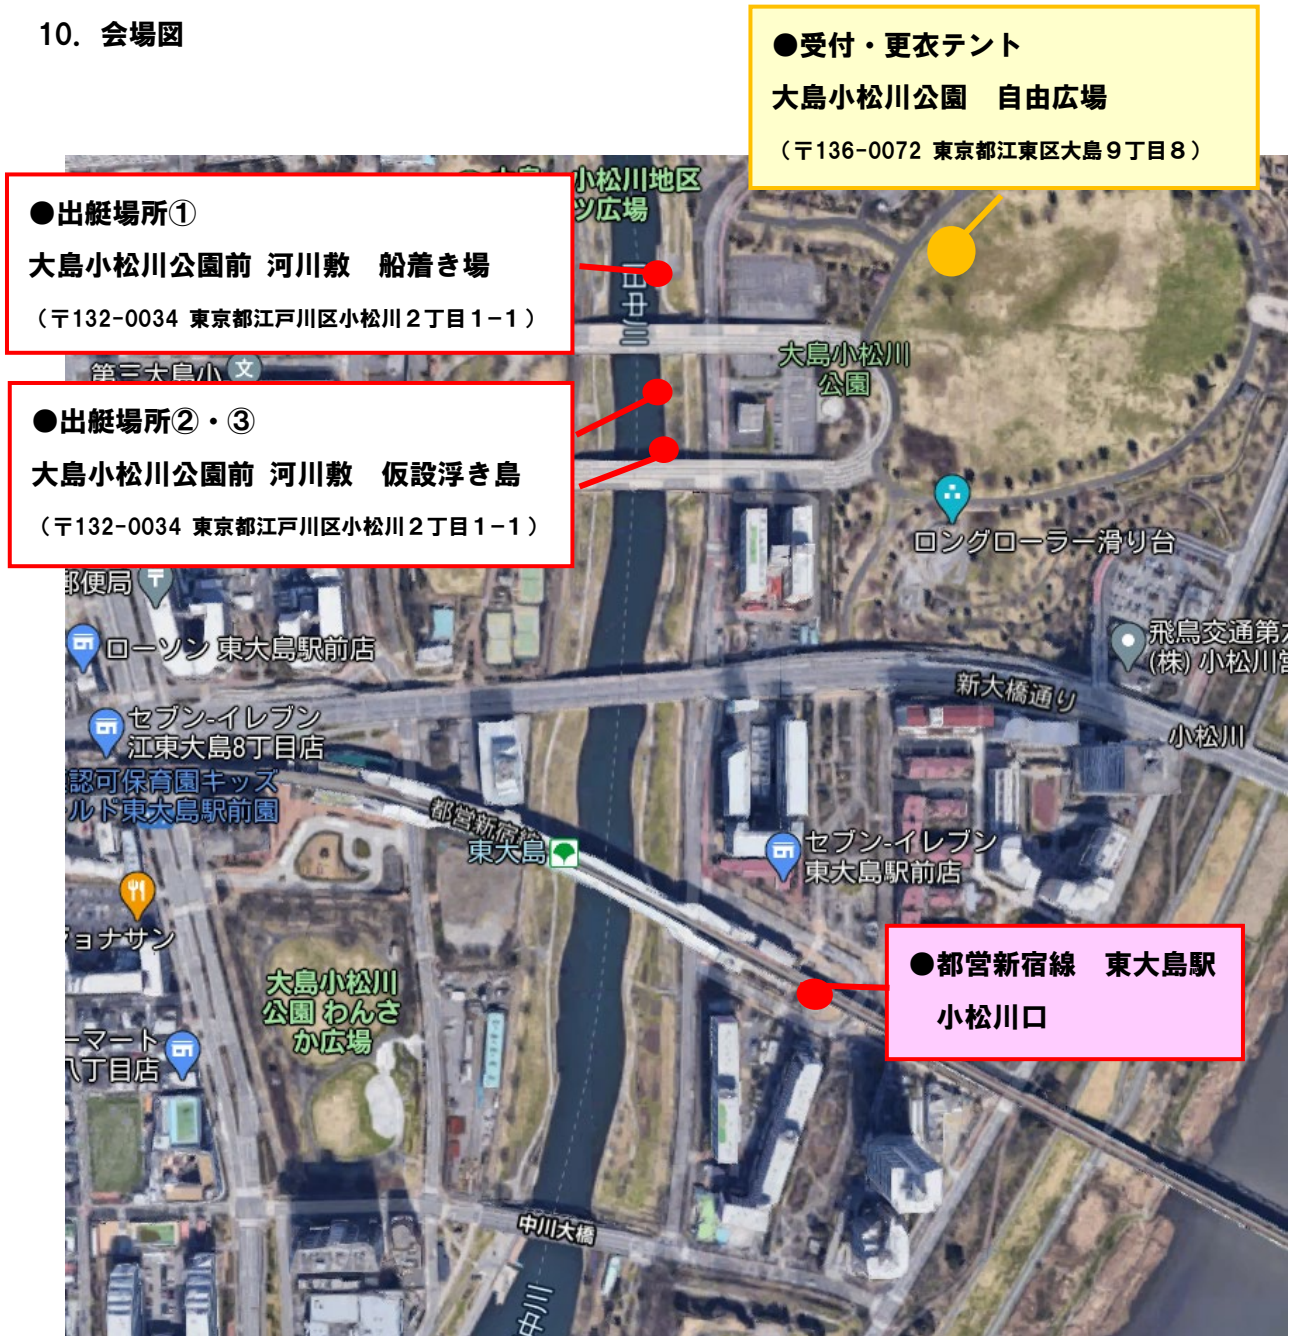 10. 会場図
●受付・更衣テント
大島小松川公園　自由広場
（〒136-0072 東京都江東区大島９丁目８）
小松川地区
ツ広場
●出艇場所①
大島小松川公園前 河川敷　船着き場
（〒132-0034 東京都江戸川区小松川２丁目１−１）
旧中川
大島小松川
公園
第三大島小
文
●出艇場所②・③
大島小松川公園前 河川敷　仮設浮き島
（〒132-0034 東京都江戸川区小松川２丁目１−１）
ロングローラー滑り台
郵便局
〒
ローソン 東大島駅前店
飛鳥交通第六
(株) 小松川営
新大橋通り
小松川
セブン-イレブン
江東大島8丁目店
認可保育園キッズ
ルド東大島駅前園
都営新宿線
東大島
セブン-イレブン
東大島駅前店
ョナサン
●都営新宿線　東大島駅
小松川口
大島小松川
公園 わんさ
か広場
ーマート
八丁目店
中川大橋
中川